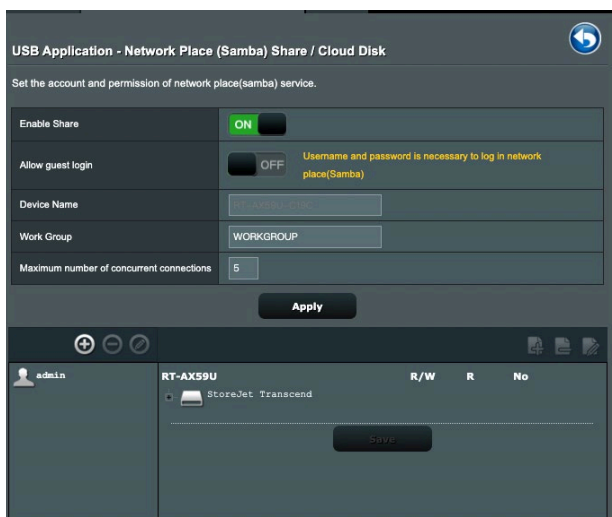 USB Application - Network Place (Samba) Share / Cloud Disk
Set the account and permission of network place(samba) service.
Enable Share ON
Allow guest login OFF Username and password is necessary to log in network
place(Samba)
Device Name
Work Group WORKGROUP
Maximum number of concurrent connections 5
Apply
admin RT-AX59U R/W R No
StoreJet Transcend
Save